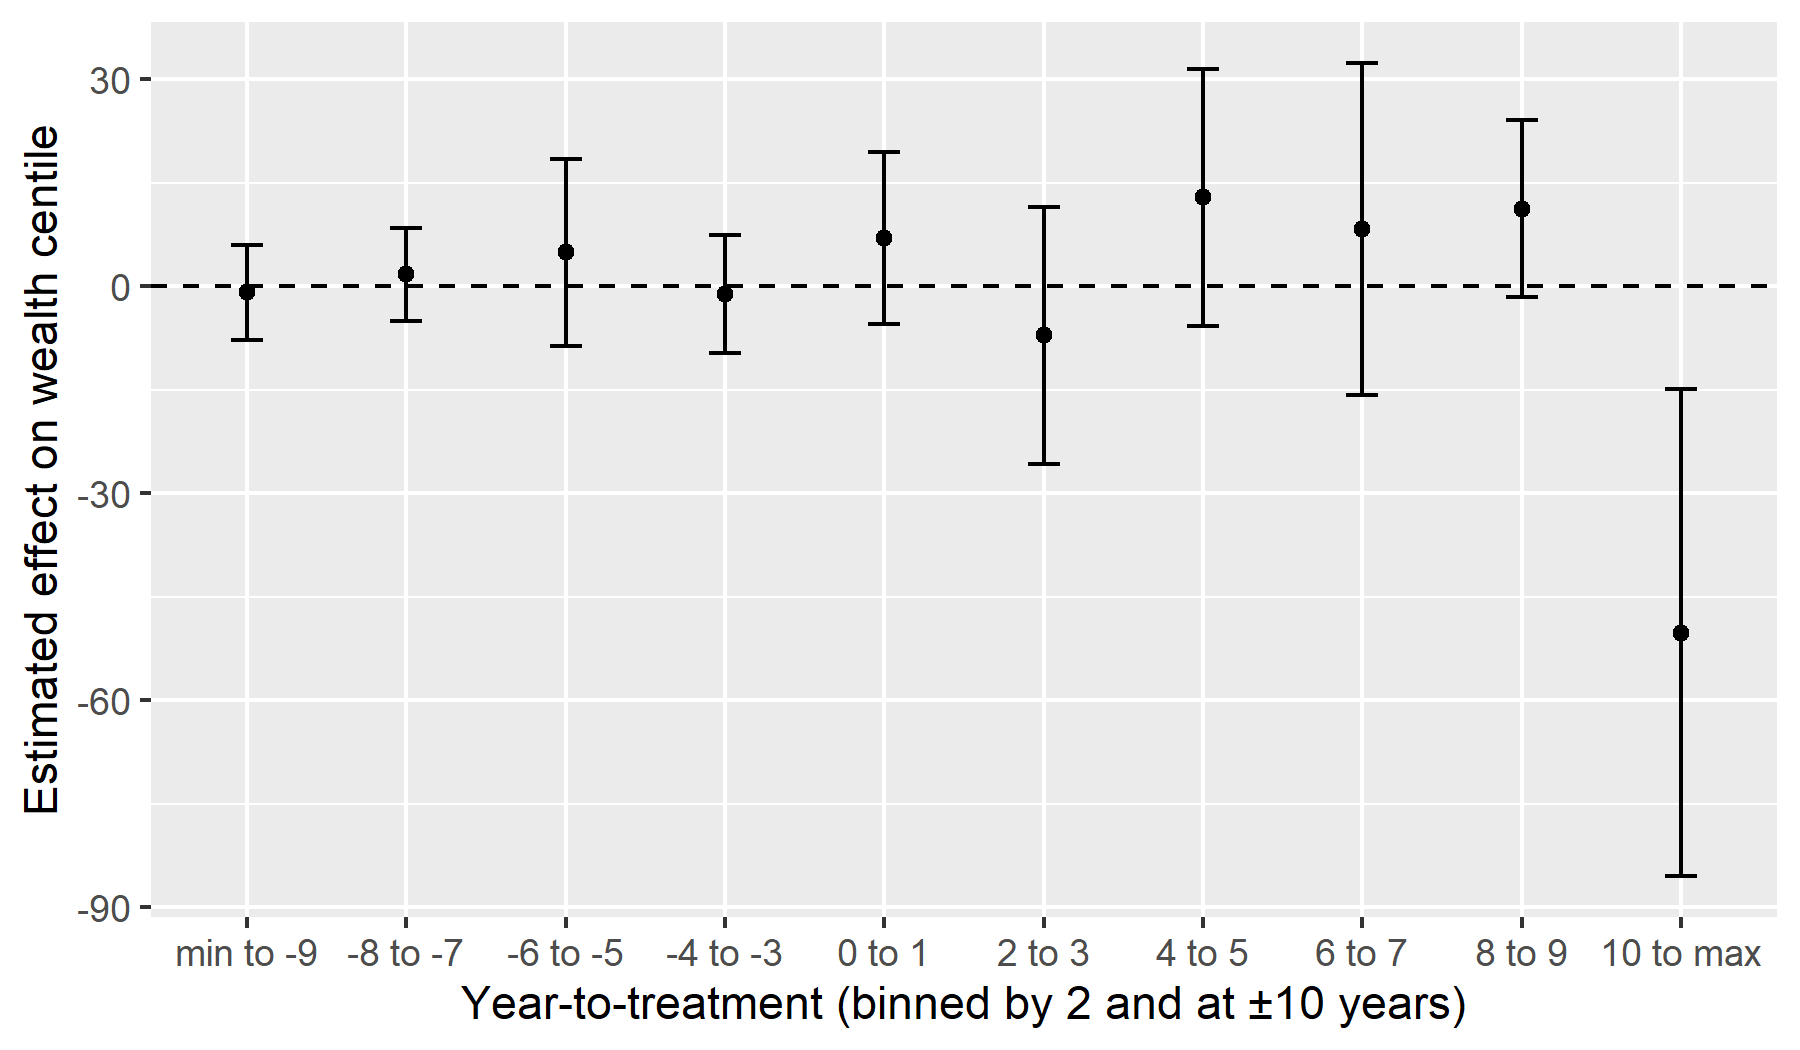 Estimated effect on wealth centile
30
0
-30
-60
-90
min to -9 -8 to -7 -6 to -5 -4 to -3 0 to 1 2 to 3 4 to 5 6 to 7 8 to 9 10 to max
Year-to-treatment (binned by 2 and at ±10 years)